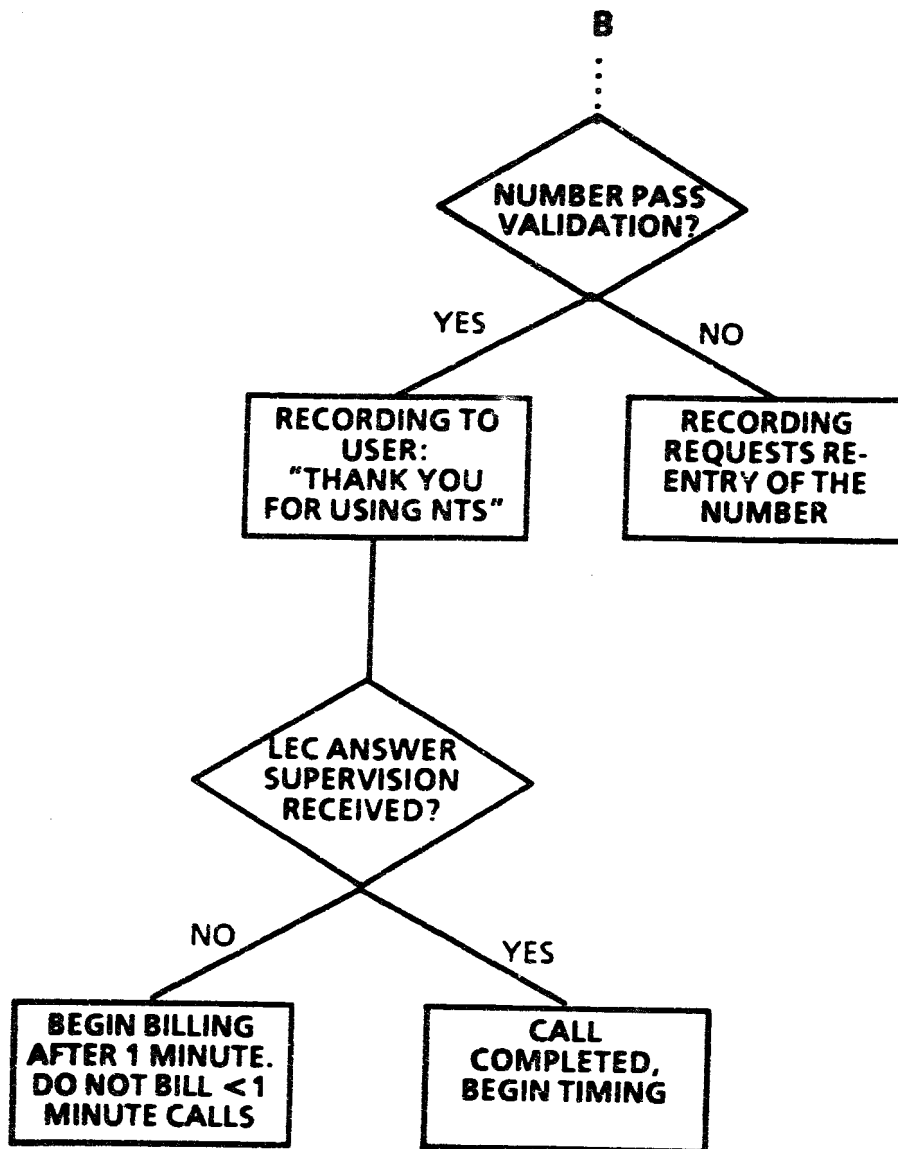 B
NUMBER PASS
VALIDATION?
YES
NO
RECORDING TO
USER:
"THANK YOU
FOR USING NTS"
RECORDING
REQUESTS RE-
ENTRY OF THE
NUMBER
LEC ANSWER
SUPERVISION
RECEIVED?
NO
YES
BEGIN BILLING
AFTER 1 MINUTE.
DO NOT BILL <1
MINUTE CALLS
CALL
COMPLETED,
BEGIN TIMING